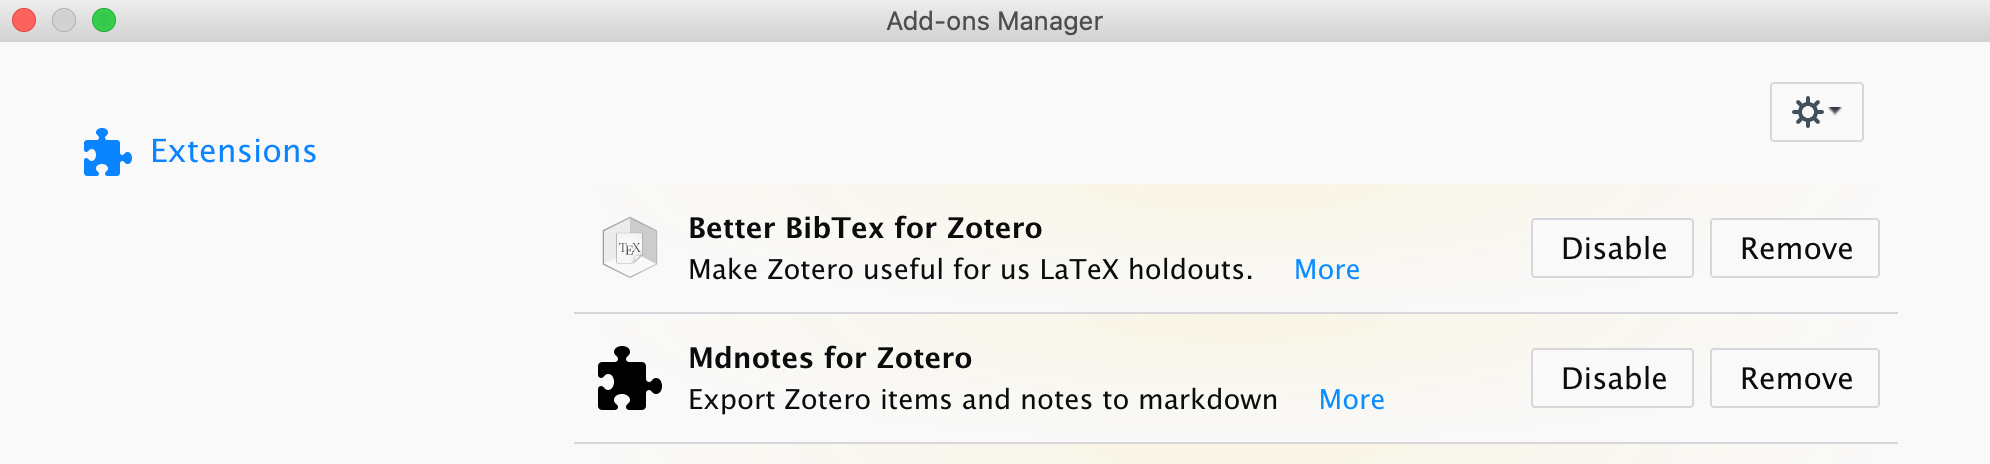 Add-ons Manager
Extensions
TEX
Better BibTex for Zotero
Make Zotero useful for us LaTeX holdouts. More
Disable Remove
Mdnotes for Zotero
Export Zotero items and notes to markdown More
Disable Remove